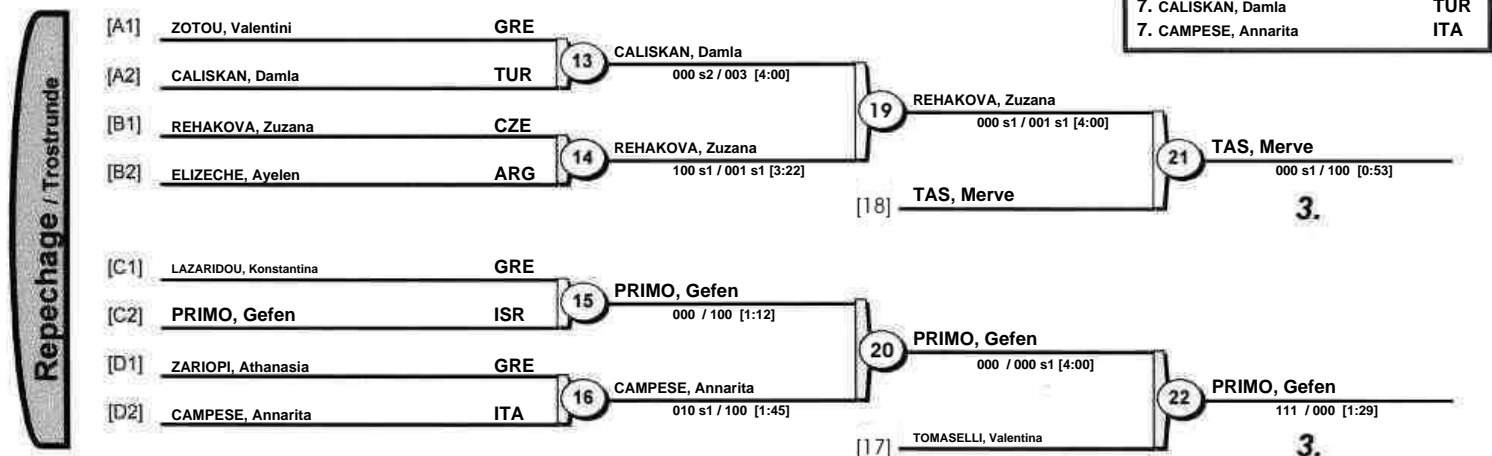 7. CALISKAN, Damla TUR
7. CAMPESE, Annarita ITA
Repechage / Trostrunde
[A1] ZOTOU, Valentini GRE
13 CALISKAN, Damla
000 s2 / 003 [4:00]
[A2] CALISKAN, Damla TUR
19 REHAKOVA, Zuzana
000 s1 / 001 s1 [4:00]
[B1] REHAKOVA, Zuzana CZE
14 REHAKOVA, Zuzana
100 s1 / 001 s1 [3:22]
[B2] ELIZECHE, Ayelen ARG
21 TAS, Merve
000 s1 / 100 [0:53]
[18] TAS, Merve
3.
[C1] LAZARIDOU, Konstantina GRE
15 PRIMO, Gefen
000 / 100 [1:12]
[C2] PRIMO, Gefen ISR
20 PRIMO, Gefen
000 / 000 s1 [4:00]
[D1] ZARIOPI, Athanasia GRE
16 CAMPESE, Annarita
010 s1 / 100 [1:45]
[D2] CAMPESE, Annarita ITA
22 PRIMO, Gefen
111 / 000 [1:29]
[17] TOMASELLI, Valentina
3.